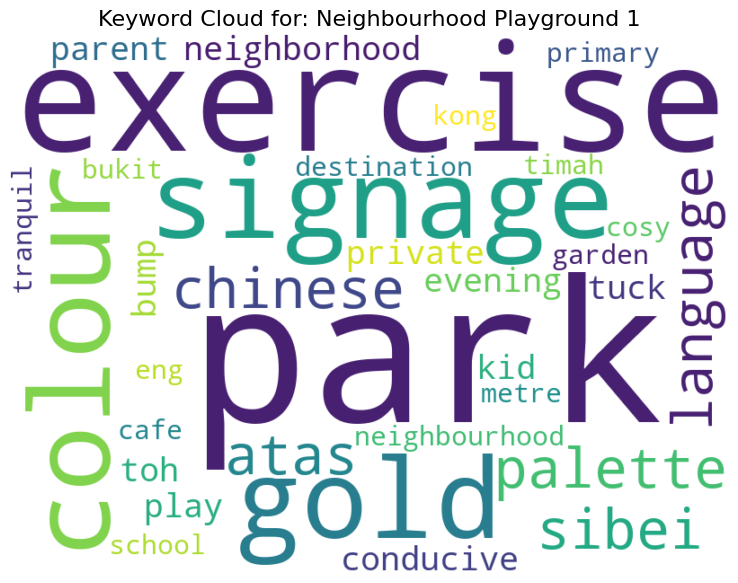 Keyword Cloud for: Neighbourhood Playground 1
parent
neighborhood
primary
exercise
kong
bukit
destination
timah
tranquil
signage
language
colour
cosy
private
garden
bump
chinese
evening
tuck
park
eng
kid
metre
cafe
neighbourhood
atas
toh
gold
palette
play
sibei
school
conducive